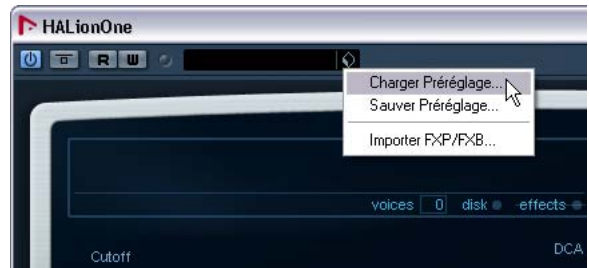 HALionOne
R W
Charger Préréglage...
Sauver Préréglage...
Importer FXP/FXB...
voices 0 disk effects
Cutoff
DCA